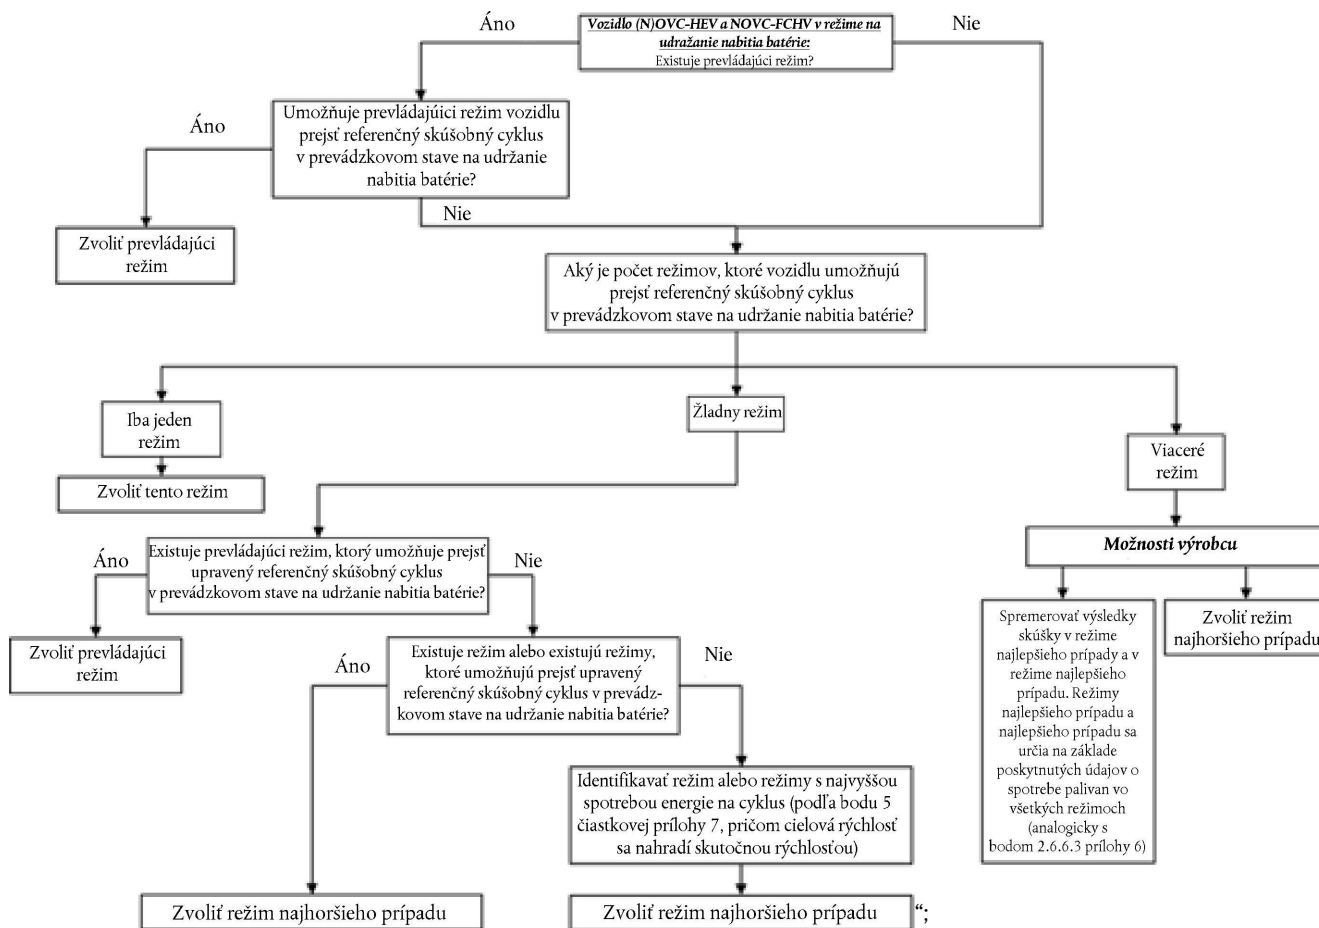 Áno
Vozidlo (N)OVC-HEV a NOVC-FCHV v režime na
udražanie nabitia batérie:
Existuje prevládajúci režim?
Nie
Áno
Umožňuje prevládajúici režim vozidlu
prejsť referenčný skúšobný cyklus
v prevádzkovom stave na udržanie
nabitia batérie?
Nie
Zvoliť prevládajúci
režim
Aký je počet režimov, ktoré vozidlu umožňujú
prejsť referenčný skúšobný cyklus
v prevádzkovom stave na udržanie nabitia batérie?
Iba jeden
režim
Žladny režim
Viaceré
režim
Zvoliť tento režim
Možnosti výrobcu
Áno
Existuje prevládajúci režim, ktorý umožňuje prejsť
upravený referenčný skúšobný cyklus
v prevádzkovom stave na udržanie nabitia batérie?
Nie
Spremerovať výsledky
skúšky v režime
najlepšieho prípady a v
režime najlepšieho
prípadu. Režimy
najlepšieho prípadu a
najlepšieho prípadu sa
určia na základe
poskytnutých údajov o
spotrebe palivan vo
všetkých režimoch
(analogicky s
bodom 2.6.6.3 prílohy 6)
Zvoliť režim
najhoršieho prípadu
Zvoliť prevládajúci
režim
Áno
Existuje režim alebo existujú režimy,
ktoré umožňujú prejsť upravený
referenčný skúšobný cyklus v prevádz-
kovom stave na udržanie nabitia batérie?
Nie
Identifikavať režim alebo režimy s najvyššou
spotrebou energie na cyklus (podľa bodu 5
čiastkovej prílohy 7, pričom cielová rýchlosť
sa nahradí skutočnou rýchlosťou)
Zvoliť režim najhoršieho prípadu
Zvoliť režim najhoršieho prípadu “;